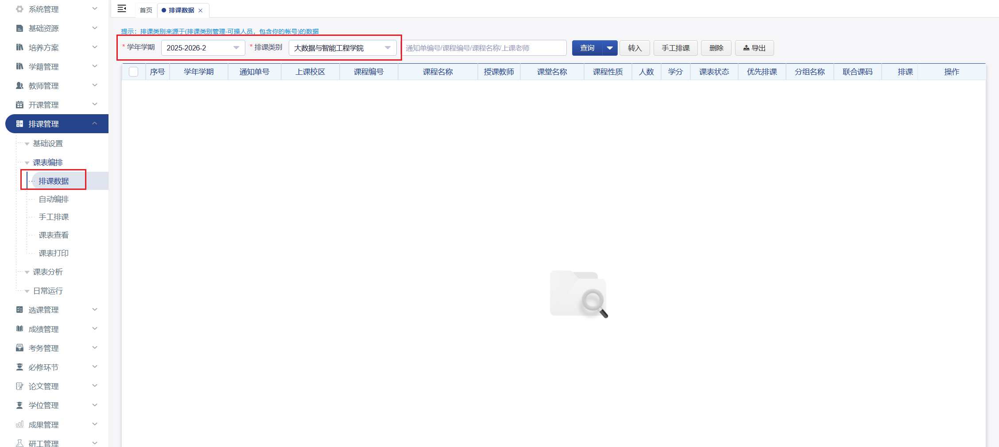 系统管理
基础资源
培养方案
学籍管理
教师管理
开课管理
排课管理
基础设置
课表编排
排课数据
自动编排
手工排课
课表查看
课表打印
课表分析
日常运行
选课管理
成绩管理
考务管理
必修环节
论文管理
学位管理
成果管理
研工管理
首页 排课数据
提示：排课类别来源于(排课类别管理-可操人员，包含你的帐号)的数据
* 学年学期 2025-2026-2 * 排课类别 大数据与智能工程学院 通知单编号/课程编号/课程名称/上课老师 查询 转入 手工排课 删除 导出
序号 学年学期 通知单号 上课校区 课程编号 课程名称 授课教师 课堂名称 课程性质 人数 学分 课表状态 优先排课 分组名称 联合课码 排课 操作